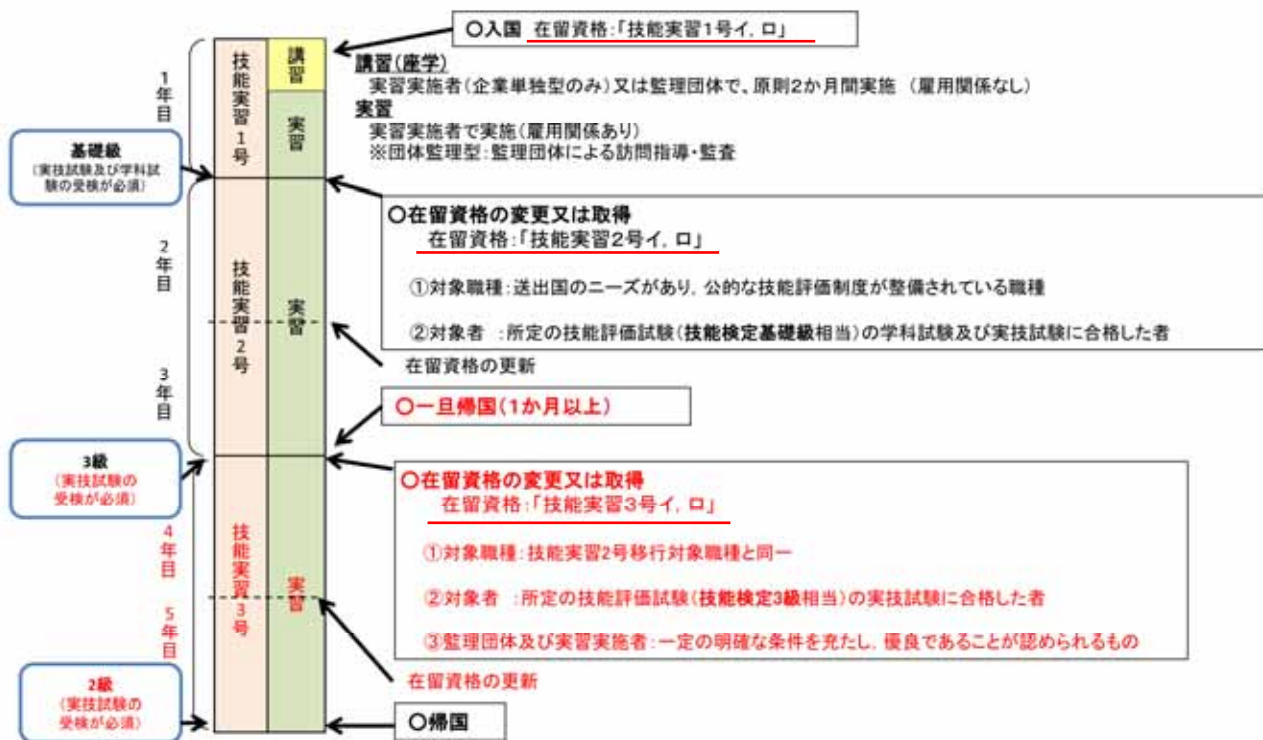 〇入国 在留資格:「技能実習1号イ, ロ」
講習(座学)
実習実施者(企業単独型のみ)又は監理団体で、原則2か月間実施 (雇用関係なし)
実習
実習実施者で実施(雇用関係あり)
※団体監理型:監理団体による訪問指導・監査
1年目
技能実習1号
講習
実習
基礎級
(実技試験及び学科試
験の受検が必須)
〇在留資格の変更又は取得
在留資格:「技能実習2号イ, ロ」
①対象職種:送出国のニーズがあり, 公的な技能評価制度が整備されている職種
②対象者 :所定の技能評価試験(技能検定基礎級相当)の学科試験及び実技試験に合格した者
2年目
技能実習2号
実習
在留資格の更新
3年目
〇一旦帰国(1か月以上)
3級
(実技試験の
受検が必須)
〇在留資格の変更又は取得
在留資格:「技能実習3号イ, ロ」
①対象職種:技能実習2号移行対象職種と同一
②対象者 :所定の技能評価試験(技能検定3級相当)の実技試験に合格した者
③監理団体及び実習実施者:一定の明確な条件を充たし, 優良であることが認められるもの
4年目
技能実習3号
実習
5年目
在留資格の更新
2級
(実技試験の
受検が必須)
〇帰国